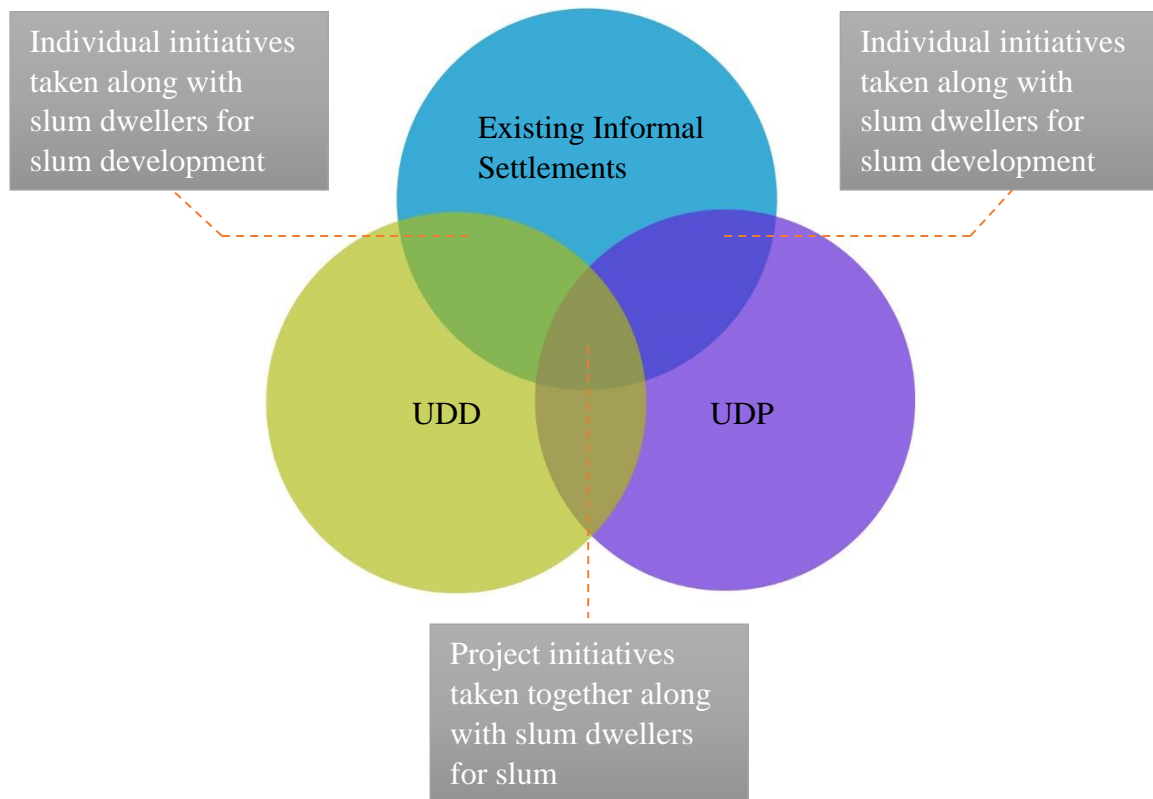 Individual initiatives
taken along with
slum dwellers for
slum development
Individual initiatives
taken along with
slum dwellers for
slum development
Existing Informal
Settlements
UDD
UDP
Project initiatives
taken together along
with slum dwellers
for slum